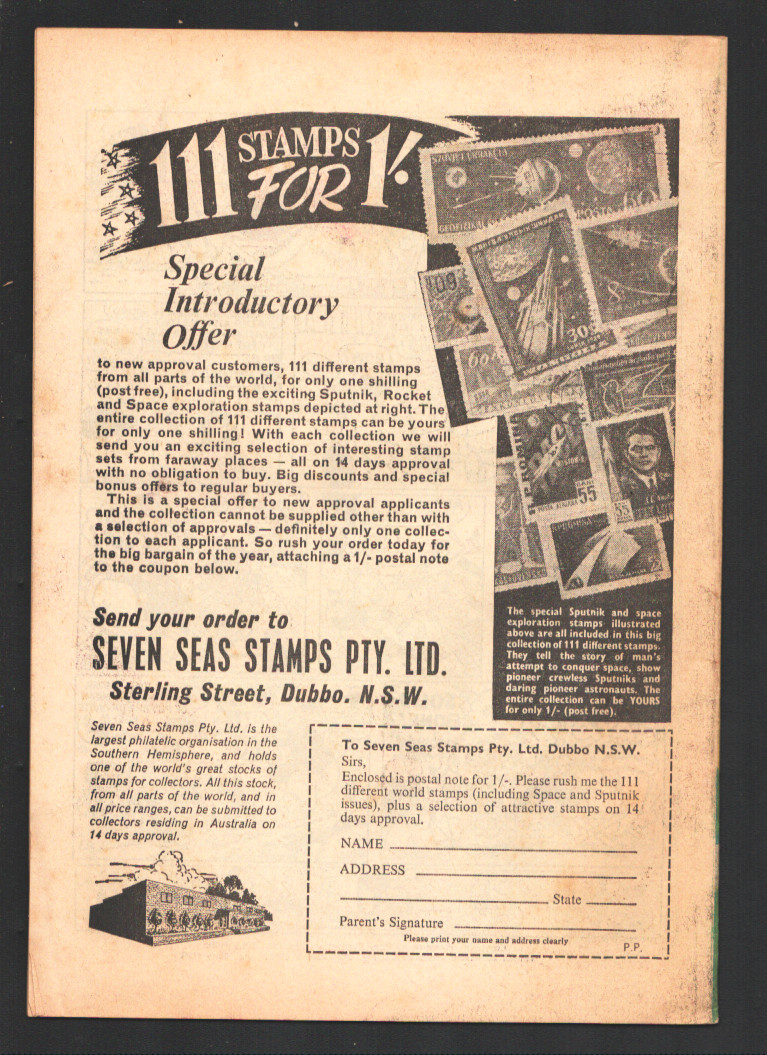 111 STAMPS FOR 1/.
Special
Introductory
Offer
to new approval customers, 111 different stamps
from all parts of the world, for only one shilling
(post free), including the exciting Sputnik, Rocket
and Space exploration stamps depicted at right. The
entire collection of 111 different stamps can be yours
for only one shilling! With each collection we will
send you an exciting selection of interesting stamp
sets from faraway places — all on 14 days approval
with no obligation to buy. Big discounts and special
bonus offers to regular buyers.
This is a special offer to new approval applicants
and the collection cannot be supplied other than with
a selection of approvals — definitely only one collec-
tion to each applicant. So rush your order today for
the big bargain of the year, attaching a 1/- postal note
to the coupon below.
GEOFIZIKAI
60
30
60
55
55
The special Sputnik and space
exploration stamps illustrated
above are all included in this big
collection of 111 different stamps.
They tell the story of man's
attempt to conquer space, show
pioneer crewless Sputniks and
daring pioneer astronauts. The
entire collection can be YOURS
for only 1/- (post free).
Send your order to
SEVEN SEAS STAMPS PTY. LTD.
Sterling Street, Dubbo. N.S.W.
Seven Seas Stamps Pty. Ltd. is the
largest philatelic organisation in the
Southern Hemisphere, and holds
one of the world's great stocks of
stamps for collectors. All this stock,
from all parts of the world, and in
all price ranges, can be submitted to
collectors residing in Australia on
14 days approval.
To Seven Seas Stamps Pty. Ltd. Dubbo N.S.W.
Sirs,
Enclosed is postal note for 1/-. Please rush me the 111
different world stamps (including Space and Sputnik
issues), plus a selection of attractive stamps on 14
days approval.
NAME
ADDRESS
State
Parent's Signature
Please print your name and address clearly
P.P.